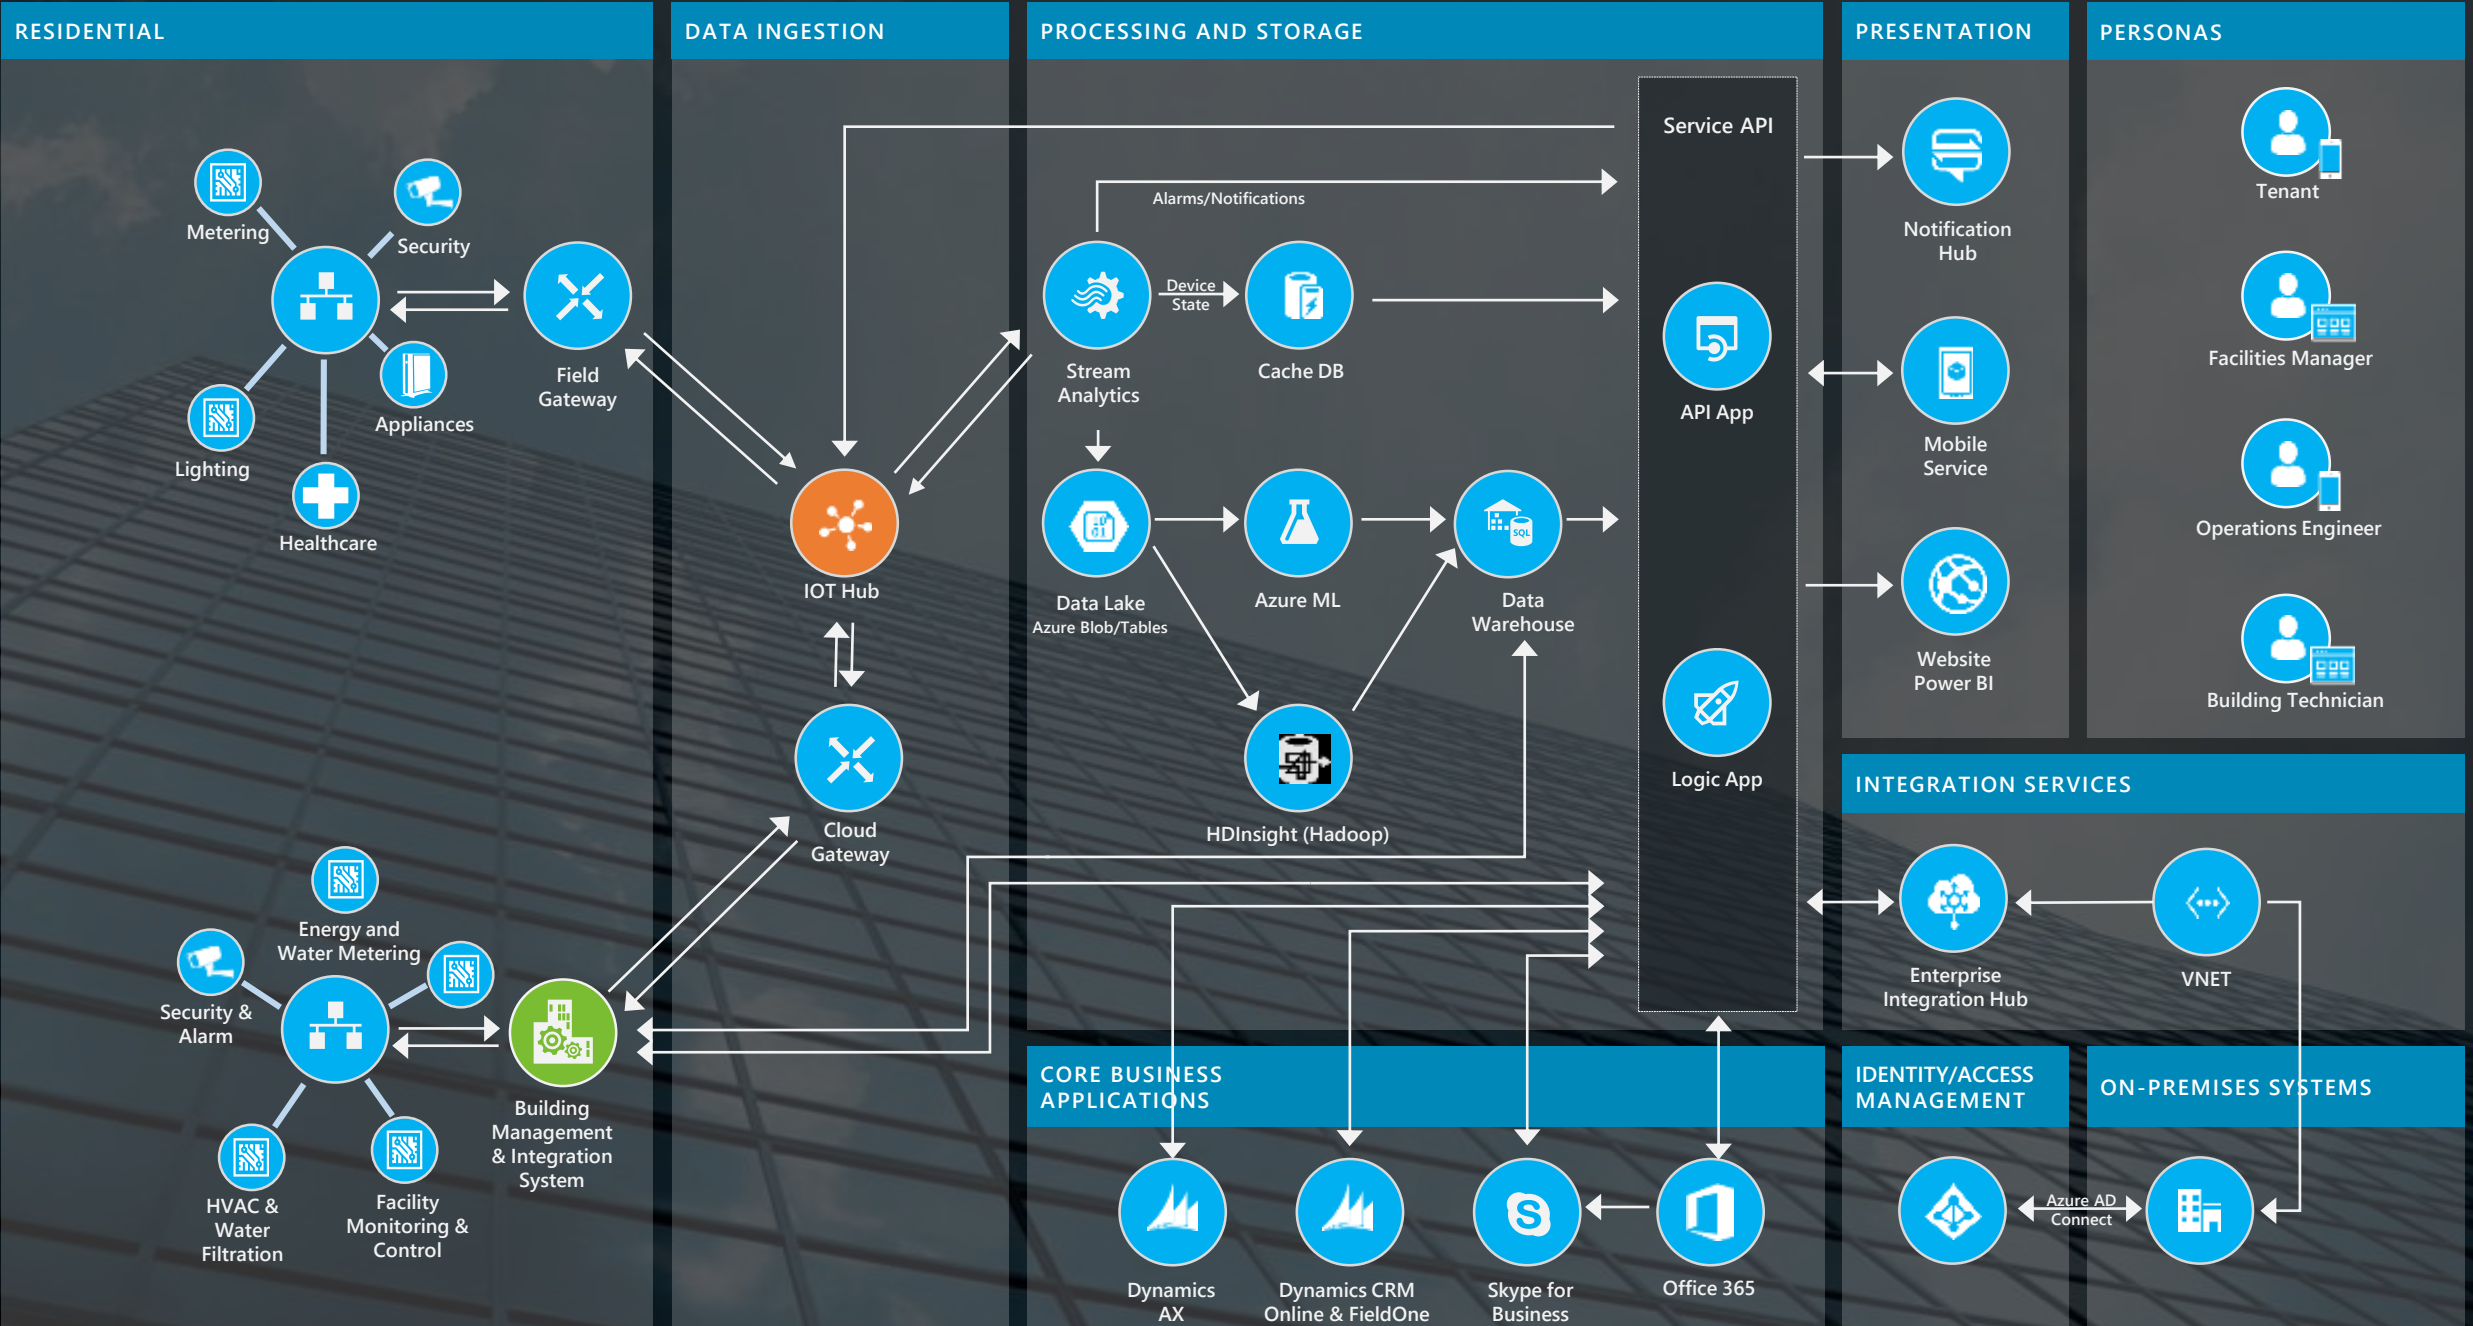 RESIDENTIAL
DATA INGESTION
PROCESSING AND STORAGE
PRESENTATION
PERSONAS
Metering
Security
Field
Gateway
Appliances
Lighting
Healthcare
IOT Hub
Cloud
Gateway
Energy and
Water Metering
Security &
Alarm
HVAC &
Water
Filtration
Facility
Monitoring &
Control
Building
Management
& Integration
System
Service API
Alarms/Notifications
Stream
Analytics
Device
State
Cache DB
API App
Data Lake
Azure Blob/Tables
Azure ML
SQL
Data
Warehouse
HDInsight (Hadoop)
Logic App
Notification
Hub
Mobile
Service
Website
Power BI
Tenant
Facilities Manager
Operations Engineer
Building Technician
INTEGRATION SERVICES
Enterprise
Integration Hub
VNET
CORE BUSINESS
APPLICATIONS
Dynamics
AX
Dynamics CRM
Online & FieldOne
Skype for
Business
Office 365
IDENTITY/ACCESS
MANAGEMENT
ON-PREMISES SYSTEMS
Azure AD
Connect